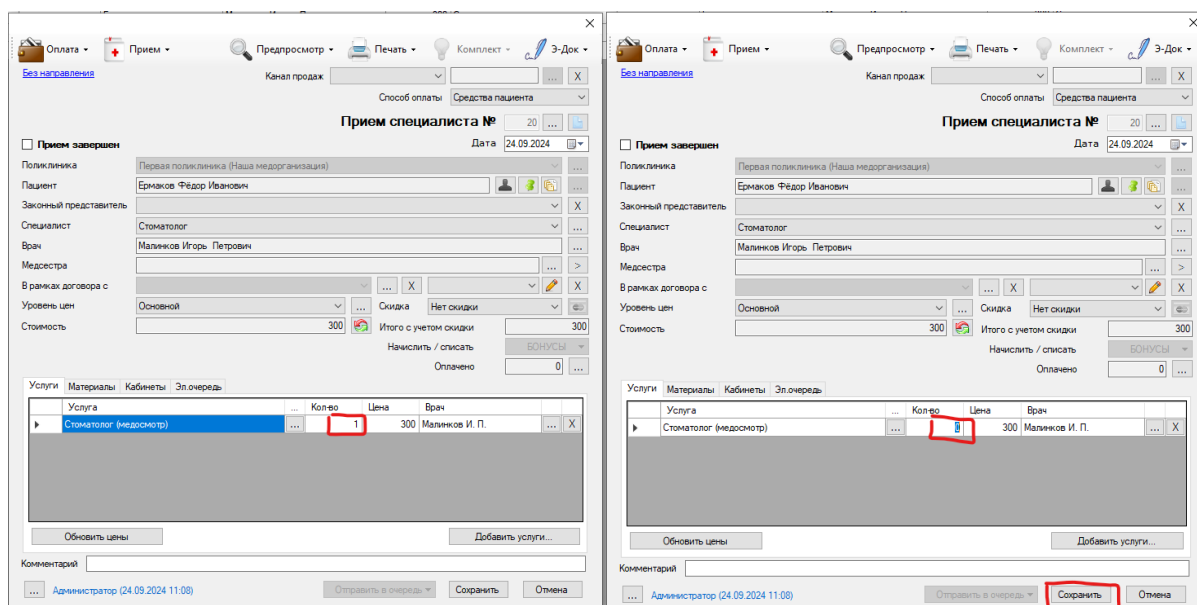 Оплата Прием Предпросмотр Печать Комплект Э-Док
Без направления Канал продаж ... X
Способ оплаты Средства пациента
Прием специалиста № 20 ...
Прием завершен Дата 24.09.2024
Поликлиника Первая поликлиника (Наша медорганизация) ...
Пациент Ермаков Фёдор Иванович ...
Законный представитель X
Специалист Стоматолог ...
Врач Малинков Игорь Петрович ...
Медсестра ... >
В рамках договора с ... X X
Уровень цен Основной ... Скидка Нет скидки
Стоимость 300 Итого с учетом скидки 300
Начислить / списать БОНУСЫ
Оплачено 0 ...
Услуги Материалы Кабинеты Эл.очередь
Услуга ... Кол-во Цена Врач
Стоматолог (медосмотр) ... 1 300 Малинков И. П. ... X
Обновить цены Добавить услуги...
Комментарий
... Администратор (24.09.2024 11:08) Отправить в очередь Сохранить Отмена
Оплата Прием Предпросмотр Печать Комплект Э-Док
Без направления Канал продаж ... X
Способ оплаты Средства пациента
Прием специалиста № 20 ...
Прием завершен Дата 24.09.2024
Поликлиника Первая поликлиника (Наша медорганизация) ...
Пациент Ермаков Фёдор Иванович ...
Законный представитель X
Специалист Стоматолог ...
Врач Малинков Игорь Петрович ...
Медсестра ... >
В рамках договора с ... X X
Уровень цен Основной ... Скидка Нет скидки
Стоимость 300 Итого с учетом скидки 300
Начислить / списать БОНУСЫ
Оплачено 0 ...
Услуги Материалы Кабинеты Эл.очередь
Услуга ... Кол-во Цена Врач
Стоматолог (медосмотр) ... 0 300 Малинков И. П. ... X
Обновить цены Добавить услуги...
Комментарий
... Администратор (24.09.2024 11:08) Отправить в очередь Сохранить Отмена